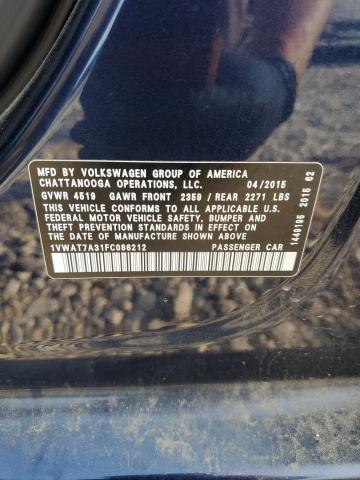 MFD BY VOLKSWAGEN GROUP OF AMERICA
CHATTANOOGA OPERATIONS, LLC. 04/2015
GVWR 4519 GAWR FRONT 2359 / REAR 2271 LBS
THIS VEHICLE CONFORMS TO ALL APPLICABLE U.S.
FEDERAL MOTOR VEHICLE SAFETY, BUMPER AND
THEFT PREVENTION STANDARDS IN EFFECT ON THE
DATE OF MANUFACTURE SHOWN ABOVE
1VWAT7A31FC086212 PASSENGER CAR
1449195 2015 62